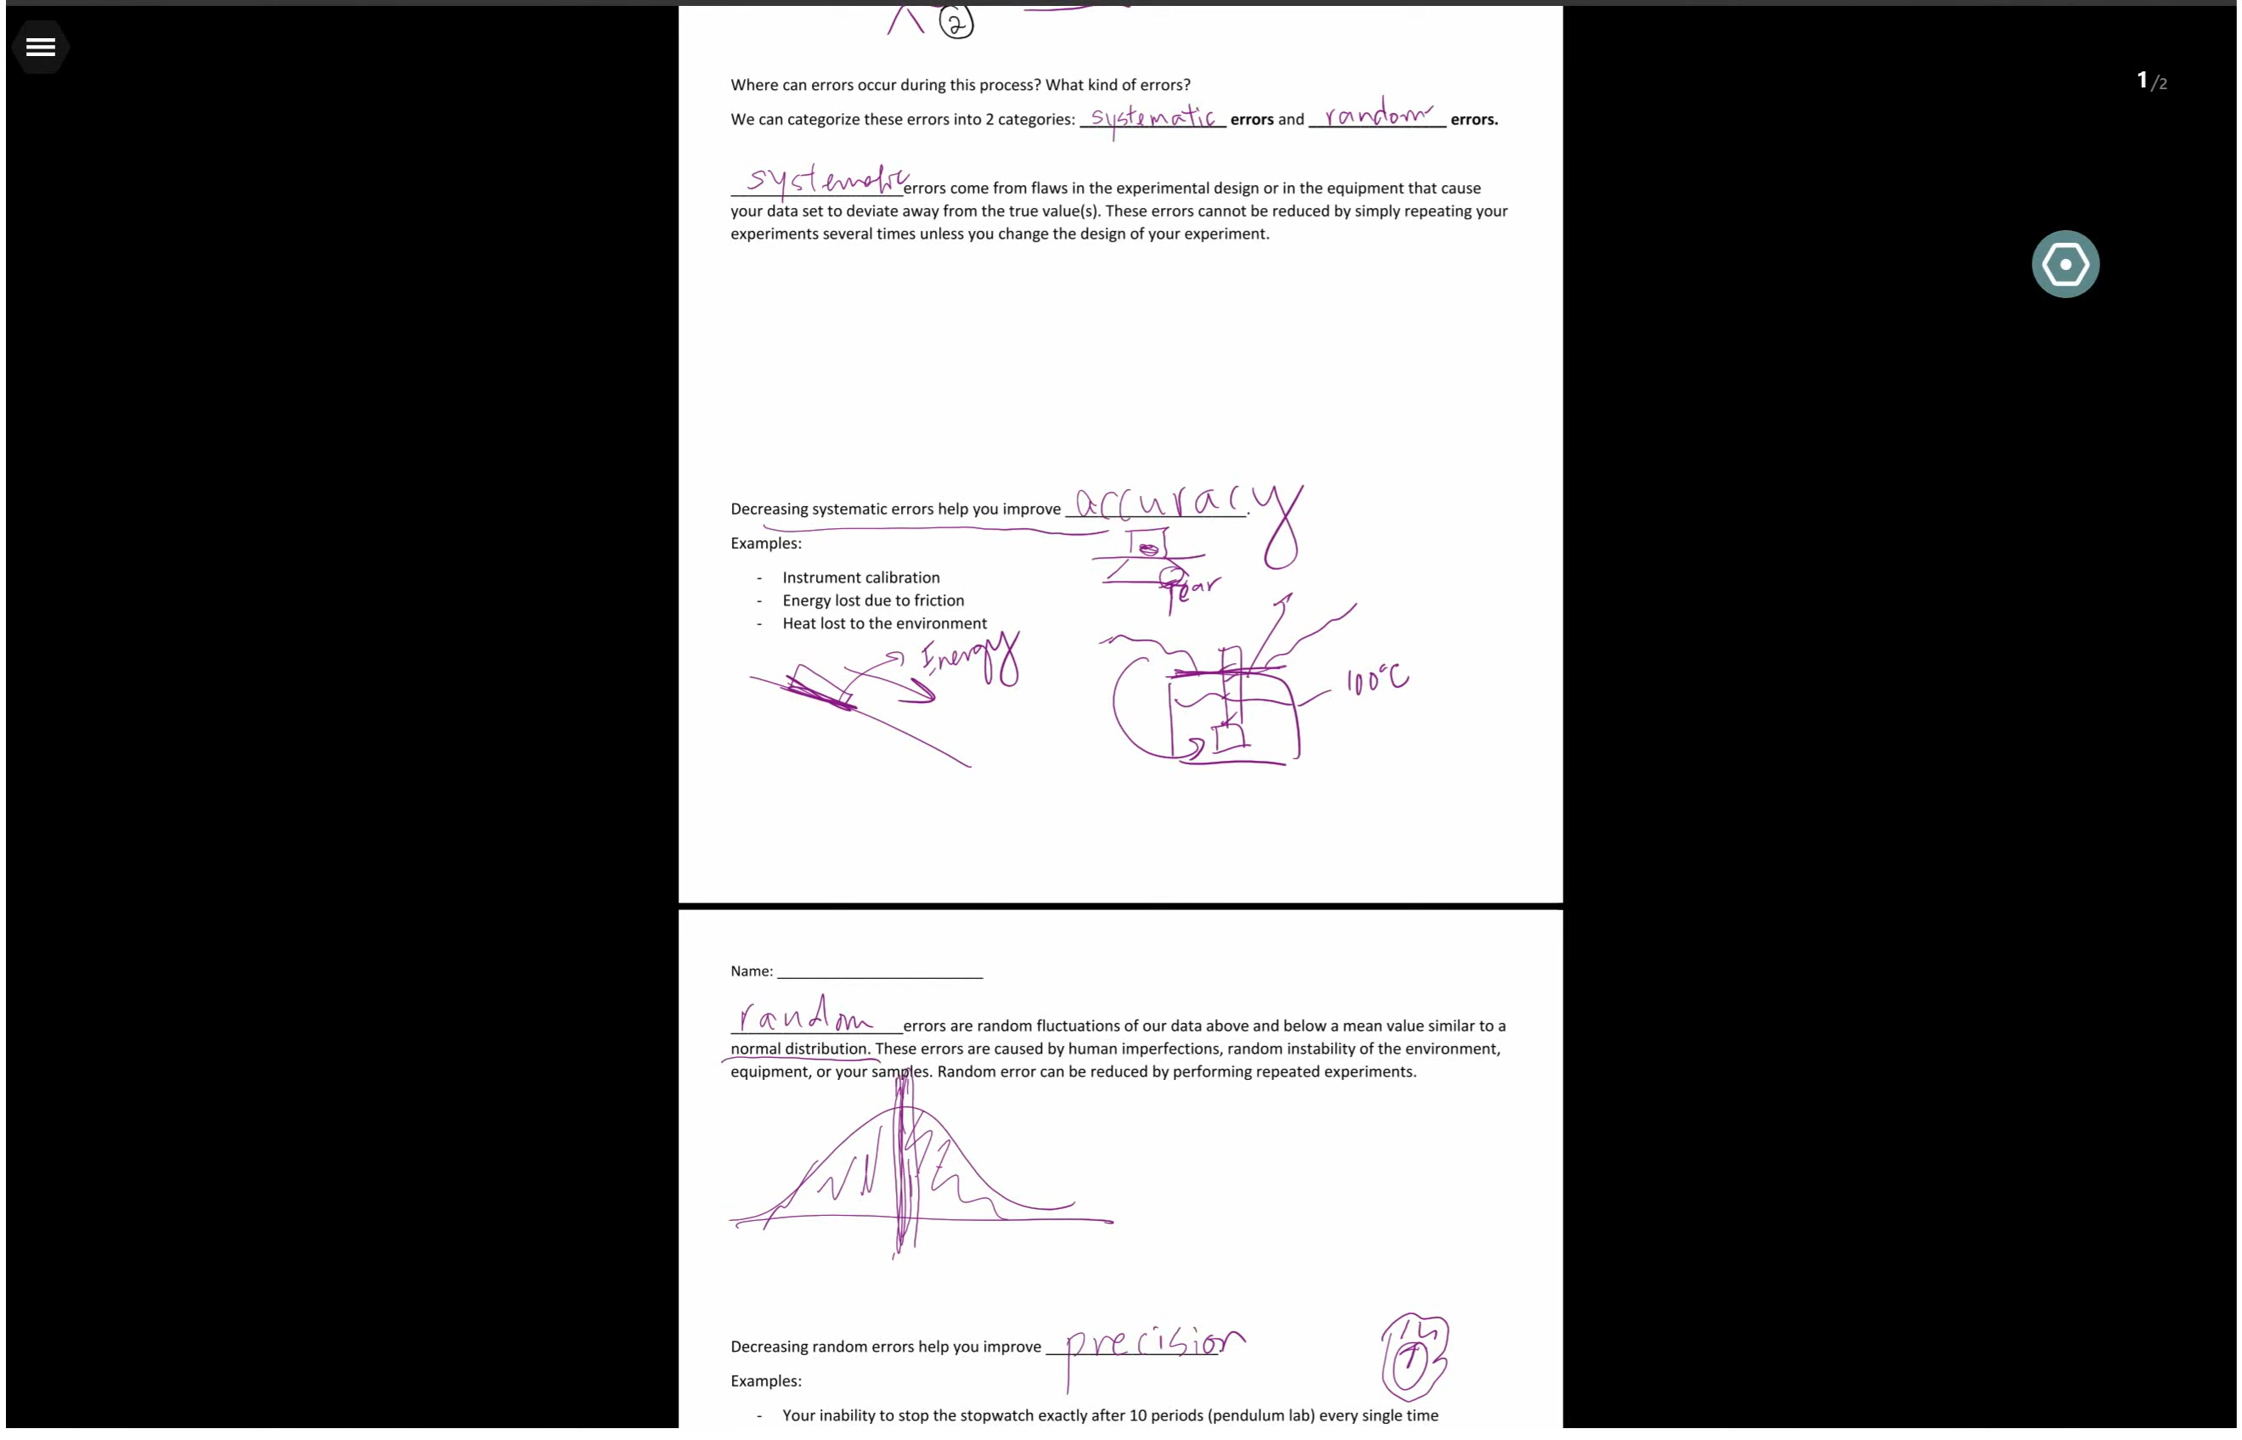 ②
1/2
Where can errors occur during this process? What kind of errors?
We can categorize these errors into 2 categories: systematic errors and random errors.
systematic errors come from flaws in the experimental design or in the equipment that cause
your data set to deviate away from the true value(s). These errors cannot be reduced by simply repeating your
experiments several times unless you change the design of your experiment.
Decreasing systematic errors help you improve accuracy.
Examples:
- Instrument calibration
- Energy lost due to friction
- Heat lost to the environment
Energy
100°C
Name:
random errors are random fluctuations of our data above and below a mean value similar to a
normal distribution. These errors are caused by human imperfections, random instability of the environment,
equipment, or your samples. Random error can be reduced by performing repeated experiments.
Decreasing random errors help you improve precision
Examples:
- Your inability to stop the stopwatch exactly after 10 periods (pendulum lab) every single time